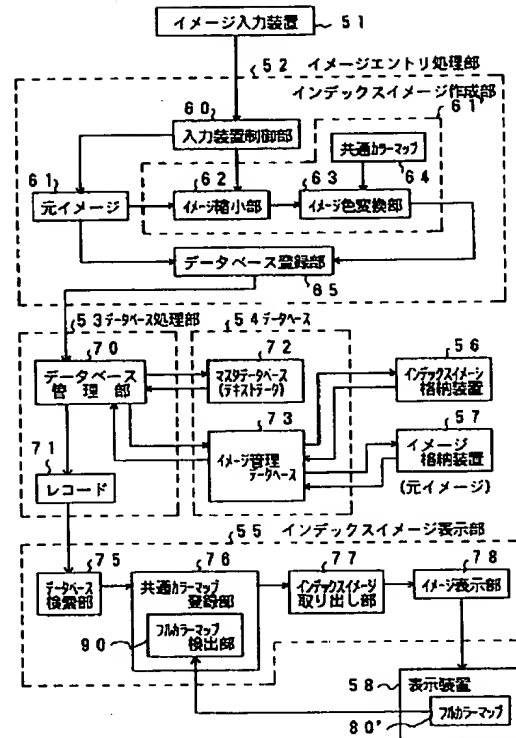 イメージ入力装置
51
52
イメージエントリ処理部
インデックスイメージ作成部
60
61'
入力装置制御部
共通カラーマップ
64
61
62
63
元イメージ
イメージ縮小部
イメージ色変換部
データベース登録部
65
53データベース処理部
54データベース
70
72
56
データベース
管理部
マスタデータベース
(テキストデータ)
インデックスイメージ
格納装置
73
57
イメージ管理
データベース
イメージ
格納装置
(元イメージ)
71
レコード
55
インデックスイメージ表示部
75
76
77
78
データベース
検索部
共通カラーマップ
登録部
インデックスイメージ
取り出し部
イメージ表示部
90
フルカラーマップ
検出部
58
表示装置
フルカラーマップ
80'